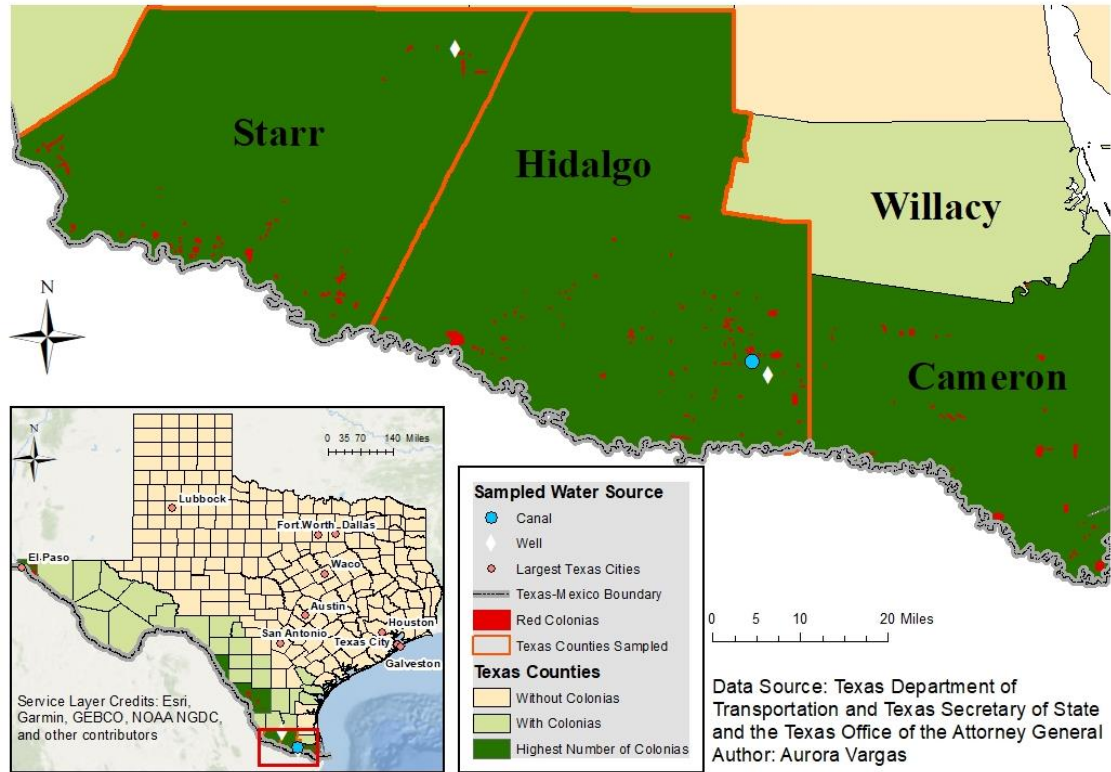 Starr
Hidalgo
Willacy
Cameron
N
N
0 35 70 140 Miles
Lubbock
Fort Worth Dallas
El Paso
Waco
Austin
Houston
San Antonio
Texas City
Galveston
Service Layer Credits: Esri,
Garmin, GEBCO, NOAA NGDC,
and other contributors
Sampled Water Source
Canal
Well
Largest Texas Cities
Texas-Mexico Boundary
Red Colonias
Texas Counties Sampled
Texas Counties
Without Colonias
With Colonias
Highest Number of Colonias
0 5 10 20 Miles
Data Source: Texas Department of
Transportation and Texas Secretary of State
and the Texas Office of the Attorney General
Author: Aurora Vargas